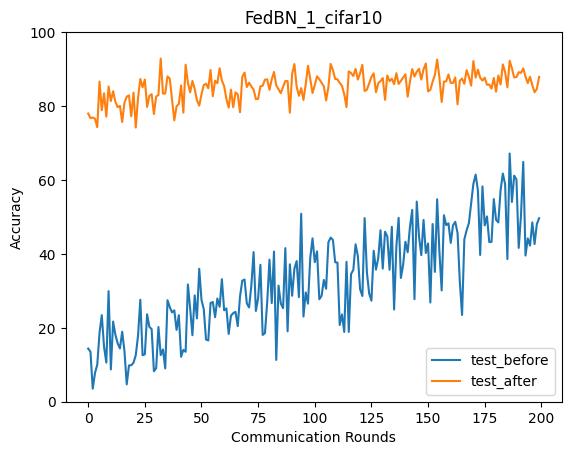 FedBN_1_cifar10
Accuracy
100
80
60
40
20
0
0 25 50 75 100 125 150 175 200
Communication Rounds
test_before
test_after